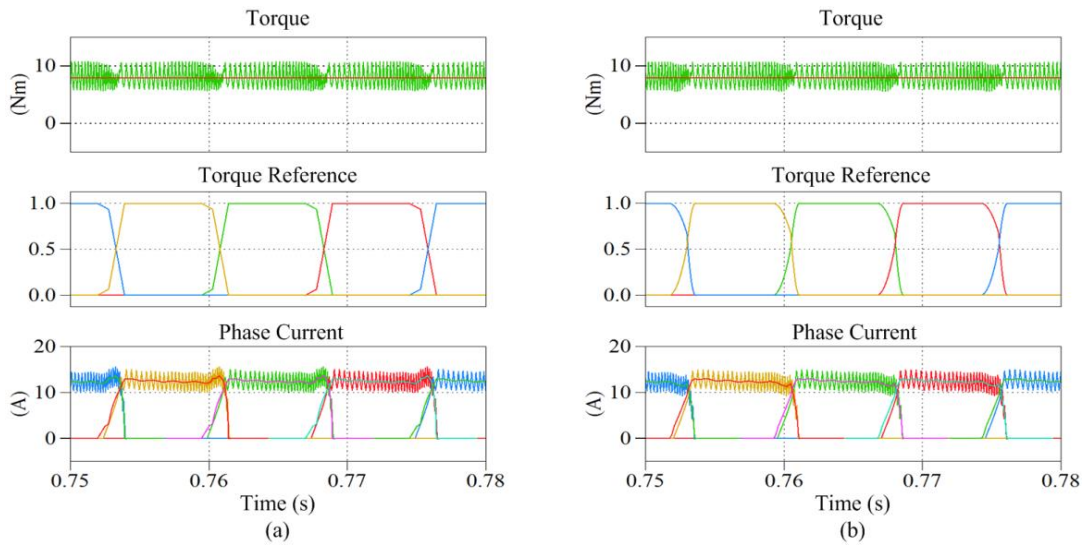 Torque
10
0
(Nm)
Torque Reference
1.0
0.5
0.0
Phase Current
20
10
0
(A)
0.75 0.76 0.77 0.78
Time (s)
(a)
Torque
10
0
(Nm)
Torque Reference
1.0
0.5
0.0
Phase Current
20
10
0
(A)
0.75 0.76 0.77 0.78
Time (s)
(b)